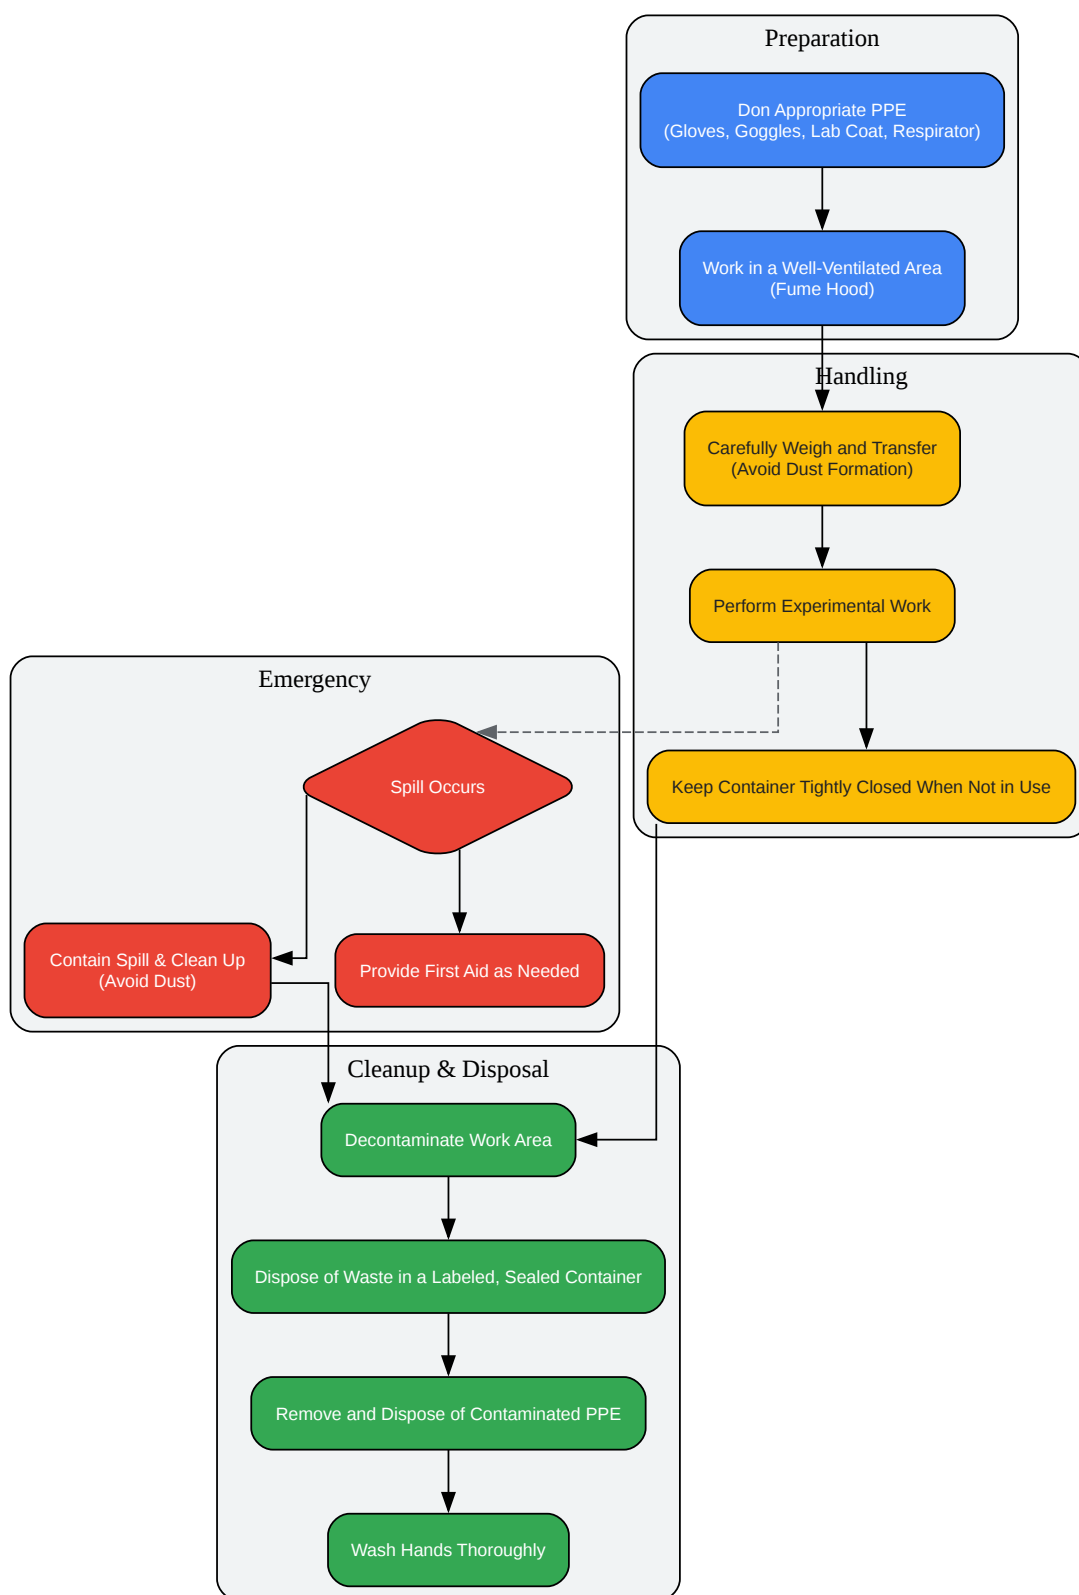 Preparation
Don Appropriate PPE
(Gloves, Goggles, Lab Coat, Respirator)
Work in a Well-Ventilated Area
(Fume Hood)
Handling
Carefully Weigh and Transfer
(Avoid Dust Formation)
Perform Experimental Work
Keep Container Tightly Closed When Not in Use
Emergency
Spill Occurs
Contain Spill & Clean Up
(Avoid Dust)
Provide First Aid as Needed
Cleanup & Disposal
Decontaminate Work Area
Dispose of Waste in a Labeled, Sealed Container
Remove and Dispose of Contaminated PPE
Wash Hands Thoroughly